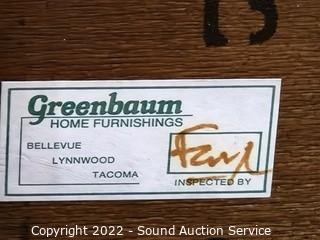 Greenbaum
HOME FURNISHINGS
BELLEVUE
LYNNWOOD
TACOMA
INSPECTED BY
Copyright 2022 - Sound Auction Service